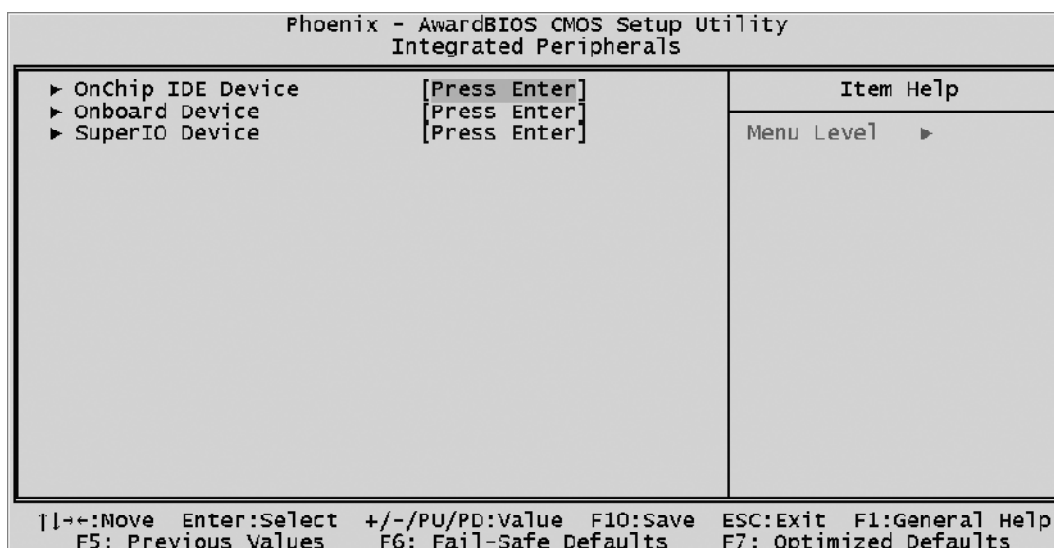 Phoenix - AwardBIOS CMOS Setup Utility
Integrated Peripherals
► OnChip IDE Device [Press Enter]
► Onboard Device [Press Enter]
► SuperIO Device [Press Enter]
Item Help
Menu Level ►
↑↓→←:Move Enter:Select +/-/PU/PD:Value F10:Save ESC:Exit F1:General Help
F5: Previous Values F6: Fail-Safe Defaults F7: Optimized Defaults